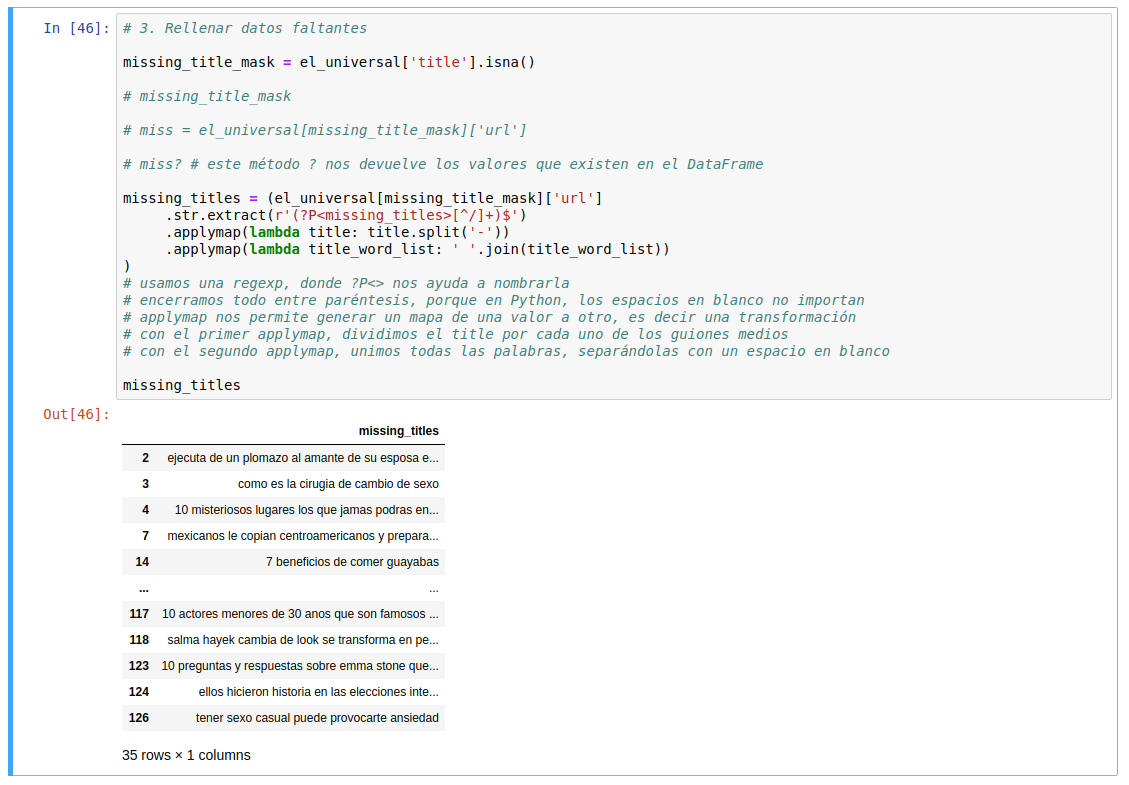 In [46]: # 3. Rellenar datos faltantes
missing_title_mask = el_universal['title'].isna()
# missing_title_mask
# miss = el_universal[missing_title_mask]['url']
# miss? # este método ? nos devuelve los valores que existen en el DataFrame
missing_titles = (el_universal[missing_title_mask]['url']
.str.extract(r'(?P<missing_titles>[^/]+)$')
.applymap(lambda title: title.split('-'))
.applymap(lambda title_word_list: ' '.join(title_word_list))
)
# usamos una regexp, donde ?P<> nos ayuda a nombrarla
# encerramos todo entre paréntesis, porque en Python, los espacios en blanco no importan
# applymap nos permite generar un mapa de una valor a otro, es decir una transformación
# con el primer applymap, dividimos el title por cada uno de los guiones medios
# con el segundo applymap, unimos todas las palabras, separándolas con un espacio en blanco
missing_titles
Out[46]:
missing_titles
2 ejecuta de un plomazo al amante de su esposa e...
3 como es la cirugia de cambio de sexo
4 10 misteriosos lugares los que jamas podras en...
7 mexicanos le copian centroamericanos y prepara...
14 7 beneficios de comer guayabas
... ...
117 10 actores menores de 30 anos que son famosos ...
118 salma hayek cambia de look se transforma en pe...
123 10 preguntas y respuestas sobre emma stone que...
124 ellos hicieron historia en las elecciones inte...
126 tener sexo casual puede provocarte ansiedad
35 rows × 1 columns